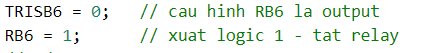 TRISB6 = 0;   // cau hinh RB6 la output
RB6 = 1;      // xuat logic 1 - tat relay